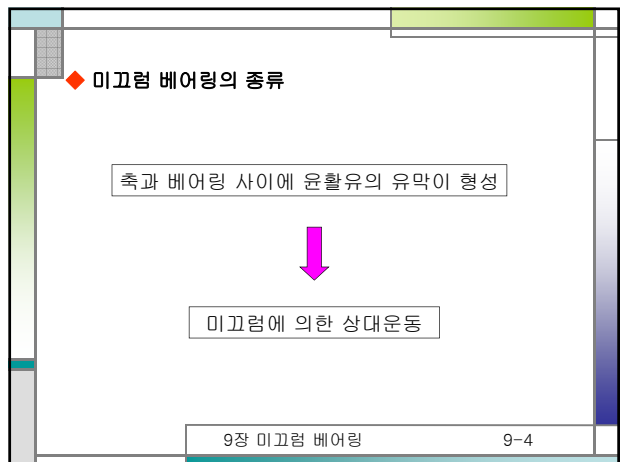 ◆ 미끄럼 베어링의 종류
축과 베어링 사이에 윤활유의 유막이 형성
미끄럼에 의한 상대운동
9장 미끄럼 베어링 9-4